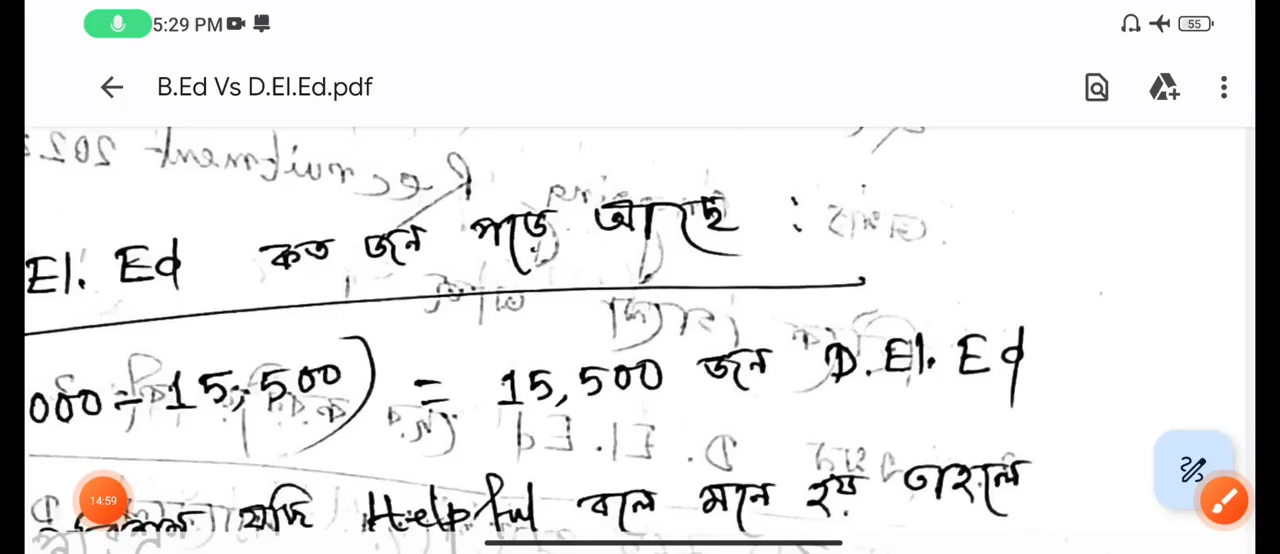 5:29 PM
55
B.Ed Vs D.El.Ed.pdf
El. Ed কত জন পড়ে আছে :
000 - 15,500) = 15,500 জন D. El. Ed
যদি Helpful বলে মনে হয় তাহলে
14:59